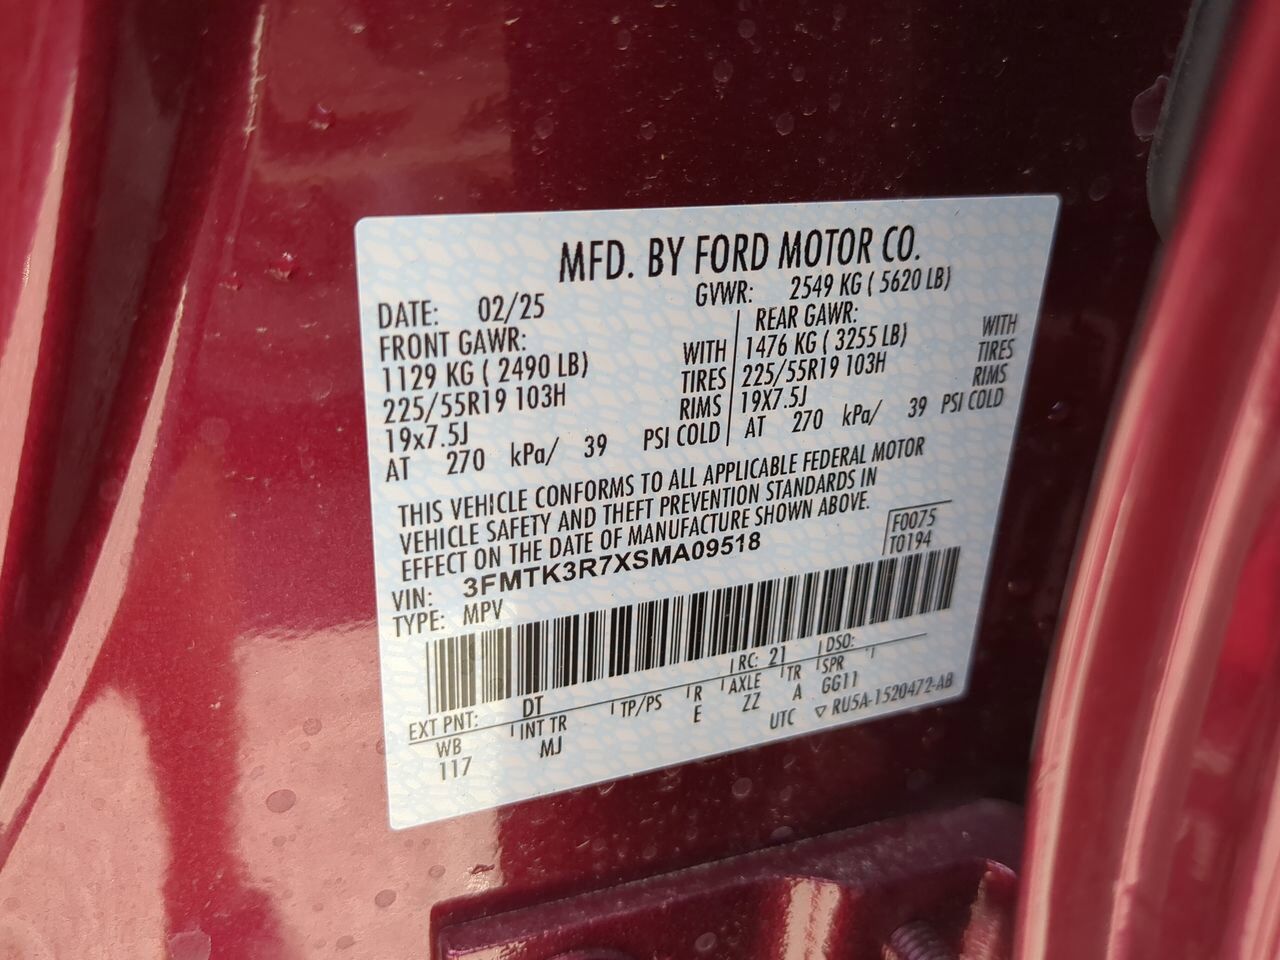 MFD. BY FORD MOTOR CO.
DATE: 02/25 GVWR: 2549 KG ( 5620 LB)
FRONT GAWR: REAR GAWR:
1129 KG ( 2490 LB) WITH 1476 KG ( 3255 LB) WITH
225/55R19 103H TIRES 225/55R19 103H TIRES
19x7.5J RIMS 19X7.5J RIMS
AT 270 kPa/ 39 PSI COLD AT 270 kPa/ 39 PSI COLD
THIS VEHICLE CONFORMS TO ALL APPLICABLE FEDERAL MOTOR
VEHICLE SAFETY AND THEFT PREVENTION STANDARDS IN
EFFECT ON THE DATE OF MANUFACTURE SHOWN ABOVE.
VIN: 3FMTK3R7XSMA09518 F0075
TYPE: MPV T0194
EXT PNT: DT RC: 21 DSO:
WB INT TR TP/PS R AXLE TR SPR
117 MJ E ZZ A GG11
UTC ▽ RU5A-1520472-AB